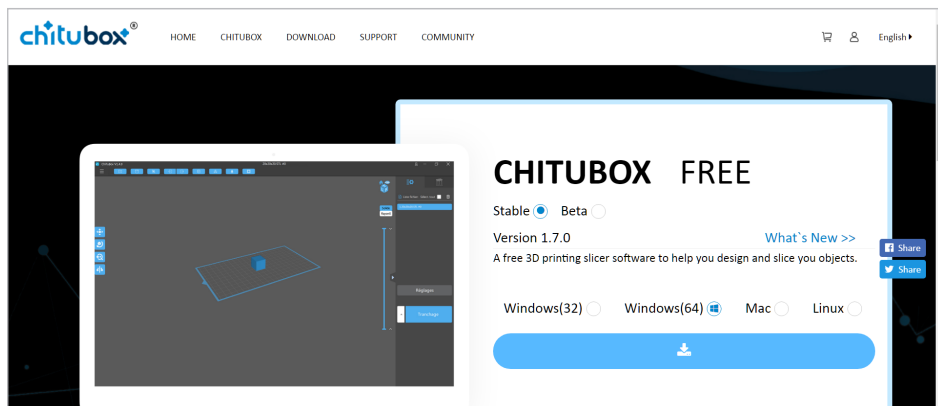 chitubox®
HOME CHITUBOX DOWNLOAD SUPPORT COMMUNITY English
CHITUBOX FREE
Stable Beta
Version 1.7.0 What`s New >>
A free 3D printing slicer software to help you design and slice you objects.
Share
Share
Windows(32) Windows(64) Mac Linux
Réglages
Tranchage